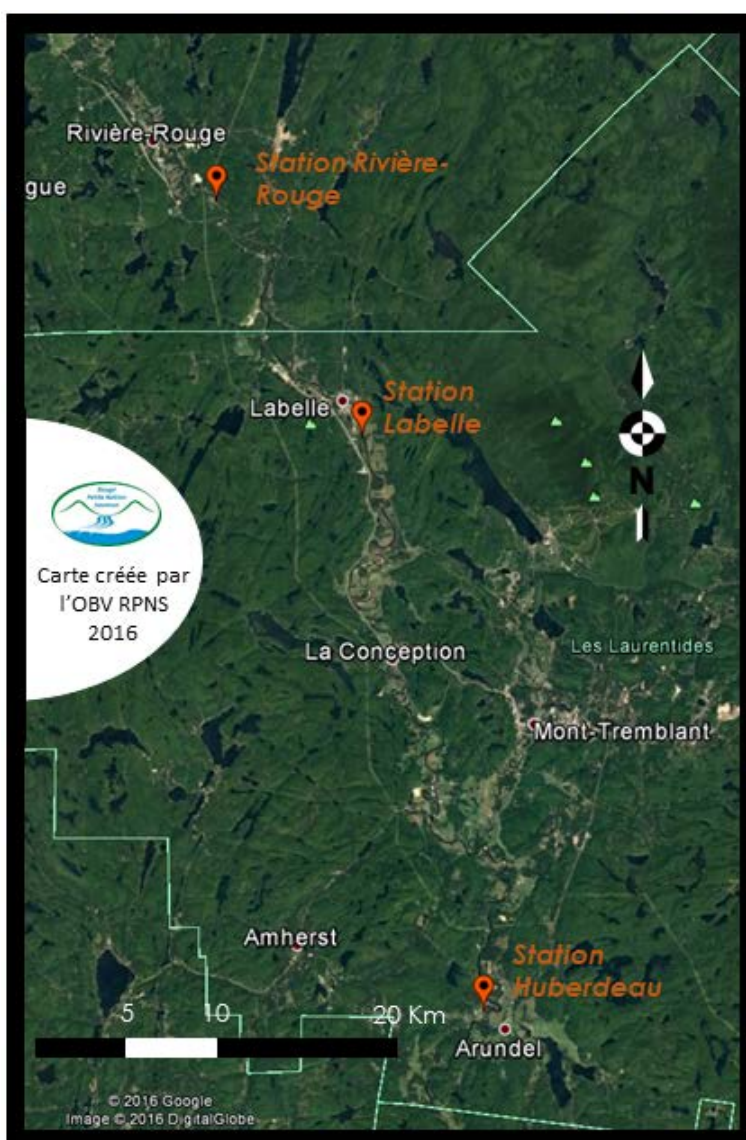 Rivière-Rouge
Station Rivière-
Rouge
gue
Station
Labelle
Labelle
N
Carte créée par
l'OBV RPNS
2016
La Conception
Les Laurentides
Mont-Tremblant
Amherst
Station
Huberdeau
5 10 20 Km
Arundel
© 2016 Google
Image © 2016 DigitalGlobe